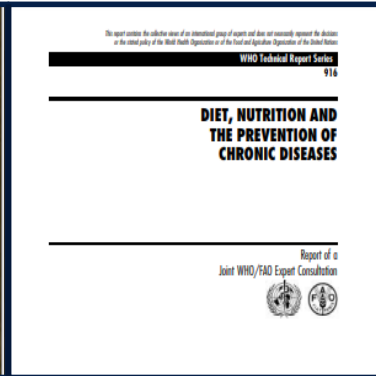 This report contains the collective views of an international group of experts and does not necessarily represent the decisions
or the stated policy of the World Health Organization or of the Food and Agriculture Organization of the United Nations
WHO Technical Report Series
916
DIET, NUTRITION AND
THE PREVENTION OF
CHRONIC DISEASES
Report of a
Joint WHO/FAO Expert Consultation